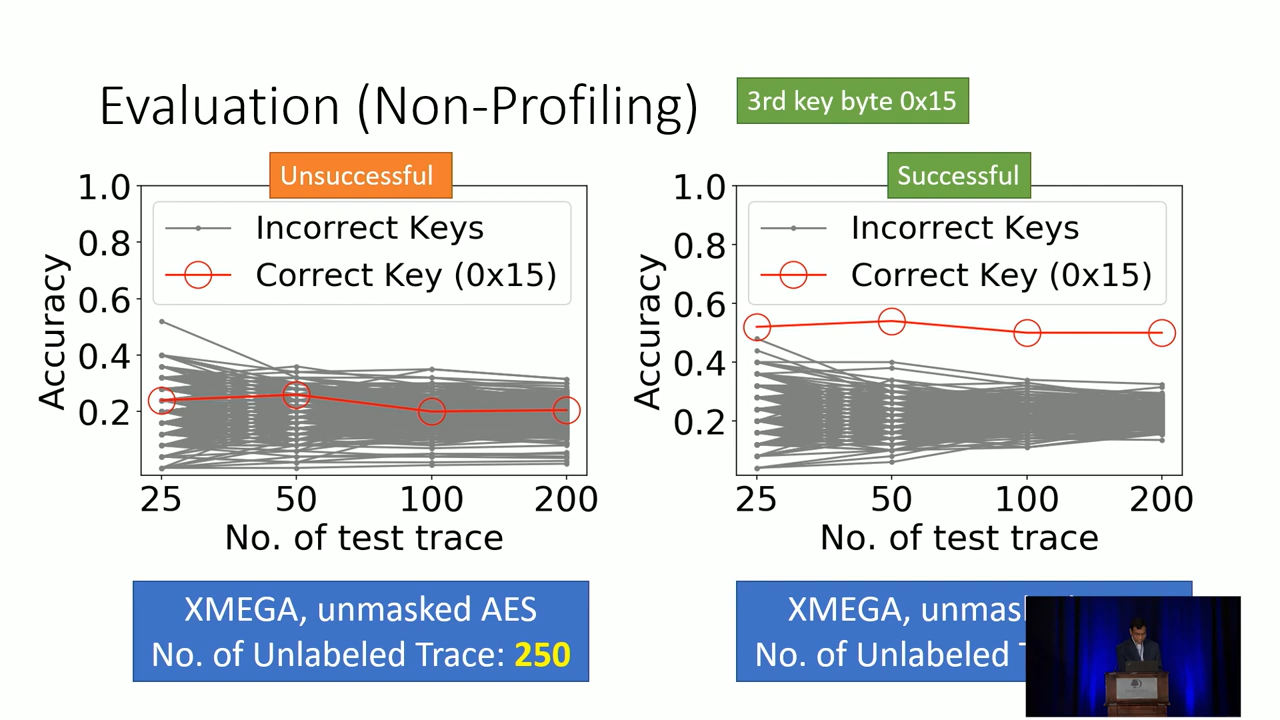 Evaluation (Non-Profiling)
3rd key byte 0x15
Unsuccessful
1.0
0.8
0.6
0.4
0.2
Accuracy
Incorrect Keys
Correct Key (0x15)
25 50 100 200
No. of test trace
XMEGA, unmasked AES
No. of Unlabeled Trace: 250
Successful
1.0
0.8
0.6
0.4
0.2
Accuracy
Incorrect Keys
Correct Key (0x15)
25 50 100 200
No. of test trace
XMEGA,
No. of Unlabeled